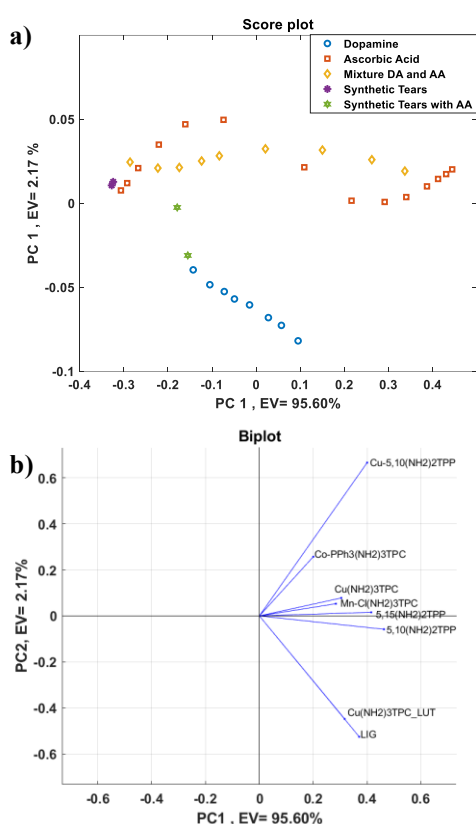 a)
Score plot
Dopamine
Ascorbic Acid
Mixture DA and AA
Synthetic Tears
Synthetic Tears with AA
PC 1 , EV= 2.17 %
0.05
0
-0.05
-0.1
-0.4 -0.3 -0.2 -0.1 0 0.1 0.2 0.3 0.4
PC 1 , EV= 95.60%
b)
Biplot
PC2, EV= 2.17%
0.6
0.4
0.2
0
-0.2
-0.4
-0.6
Cu-5,10(NH2)2TPP
Co-PPh3(NH2)3TPC
Cu(NH2)3TPC
Mn-Cl(NH2)3TPC
5,15(NH2)2TPP
5,10(NH2)2TPP
Cu(NH2)3TPC_LUT
LIG
-0.6 -0.4 -0.2 0 0.2 0.4 0.6
PC1 , EV= 95.60%